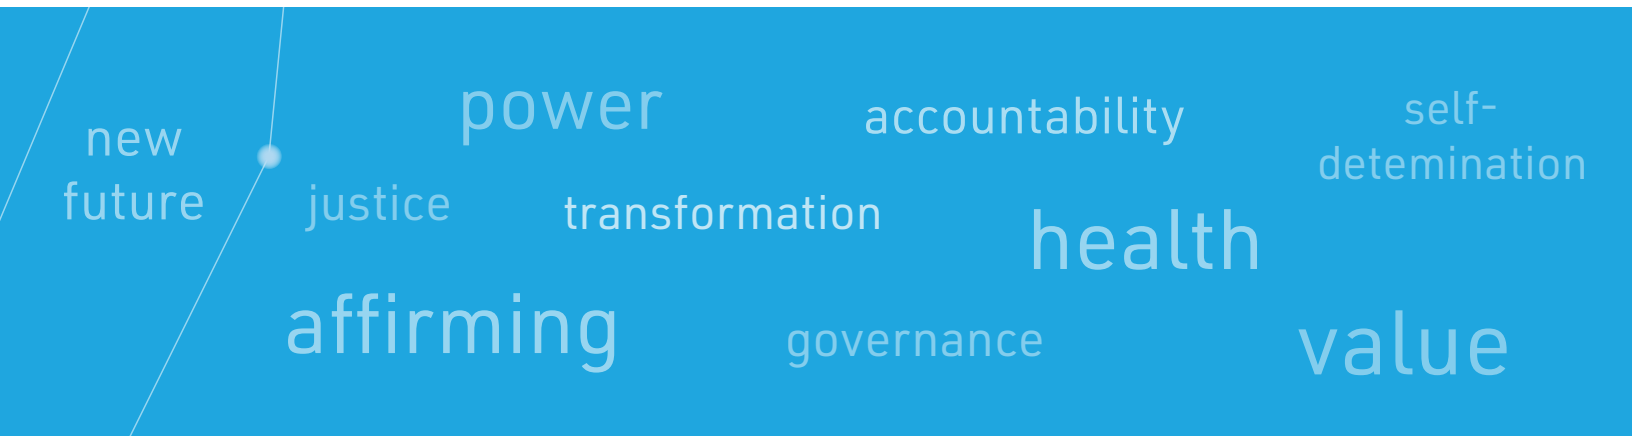 new
future
power
justice
accountability
transformation
self-
detemination
health
affirming
governance
value